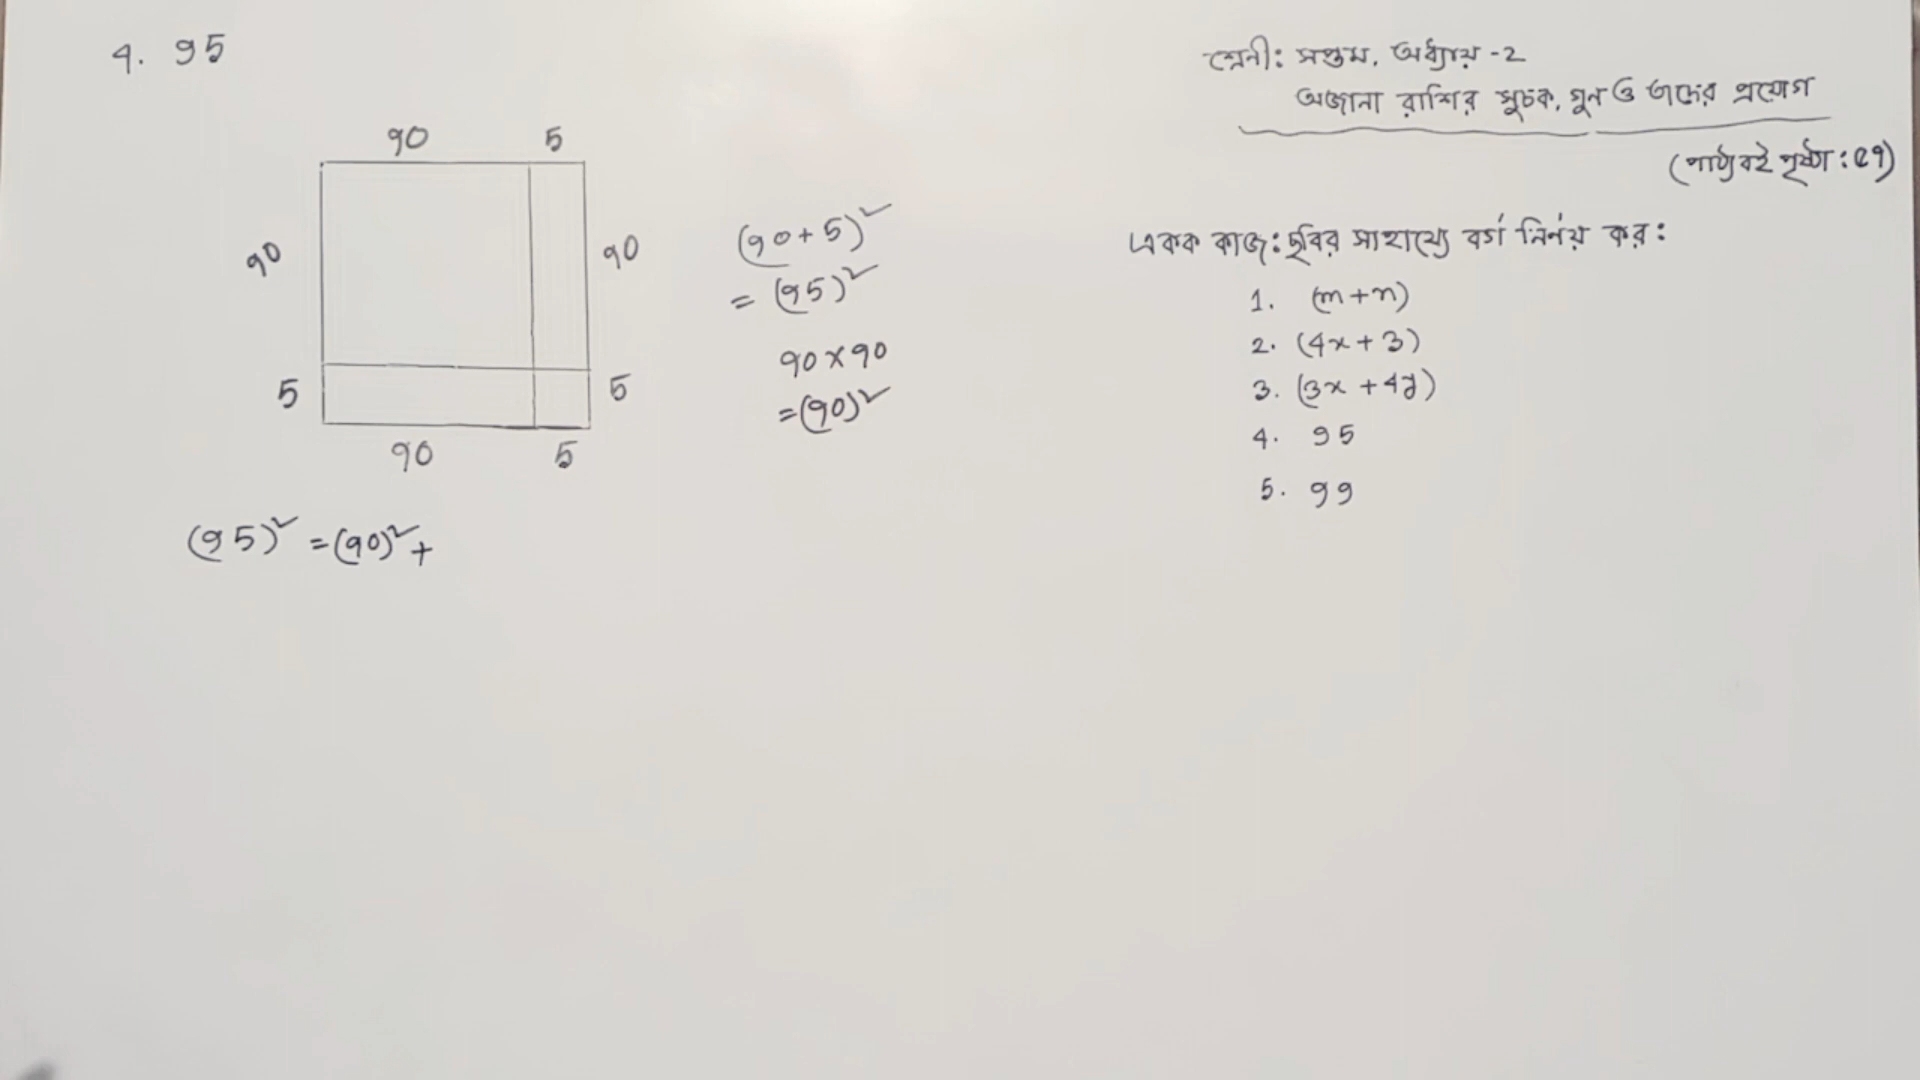 4. 95
90 5
90 90
5 5
90 5
(90+5)²
= (95)²
90×90
=(90)²
(95)² =(90)²+
শ্রেনী: সপ্তম, অধ্যায় -2
অজানা রাশির সূচক, গুন ও তাদের প্রয়োগ
(পাঠ্যবই পৃষ্ঠা: ৫৭)
একক কাজ: ছবির সাহায্যে বর্গ নির্ণয় কর:
1. (m+n)
2. (4x+3)
3. (3x+4y)
4. 95
5. 99